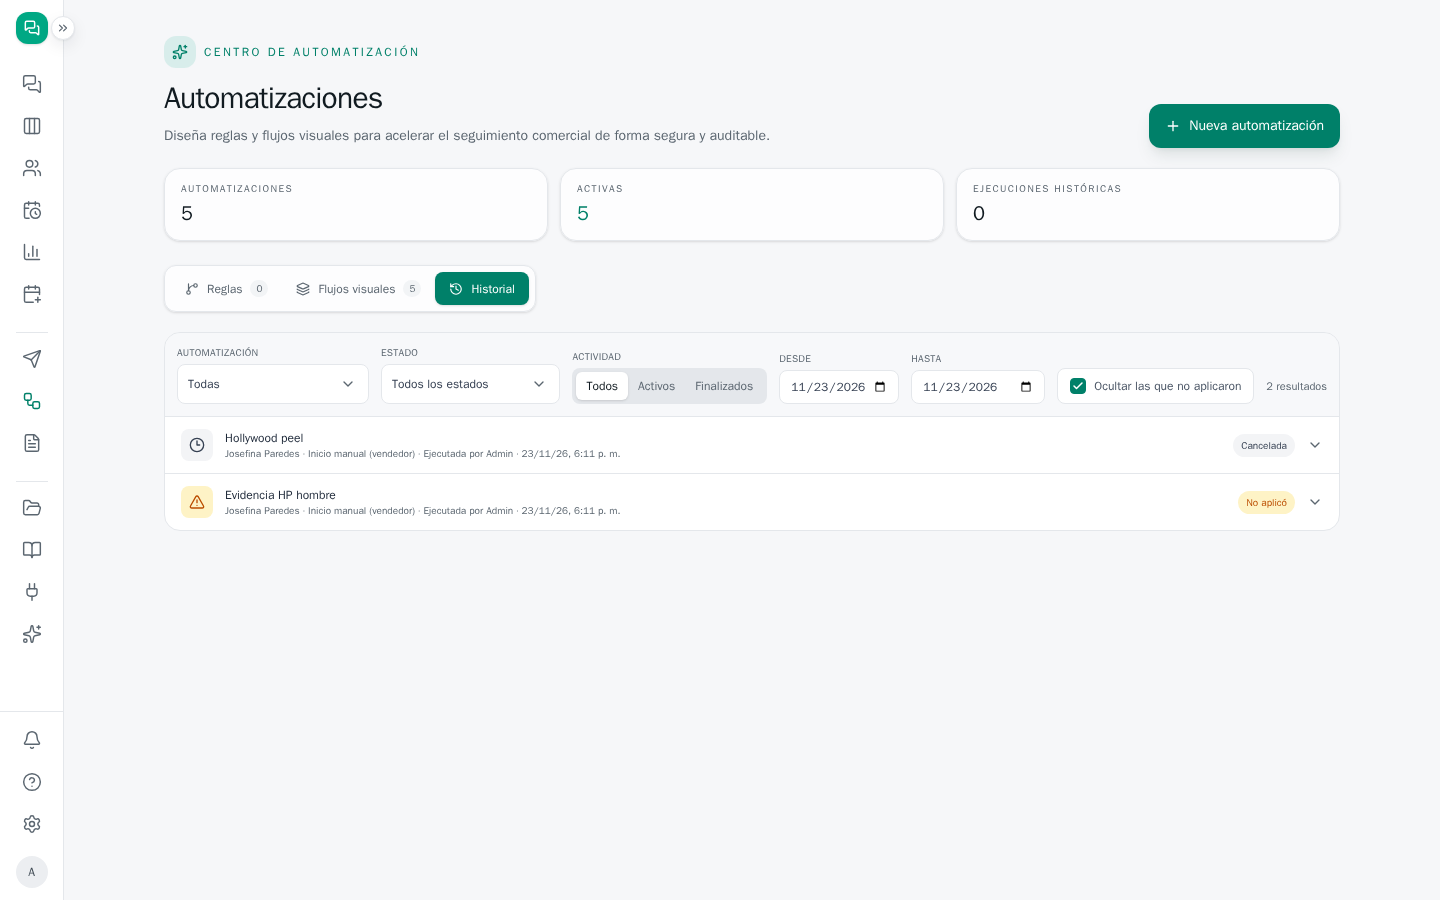 CENTRO DE AUTOMATIZACIÓN
Automatizaciones
Diseña reglas y flujos visuales para acelerar el seguimiento comercial de forma segura y auditable.
Nueva automatización
AUTOMATIZACIONES
5
ACTIVAS
5
EJECUCIONES HISTÓRICAS
0
Reglas 0
Flujos visuales 5
Historial
AUTOMATIZACIÓN
Todas
ESTADO
Todos los estados
ACTIVIDAD
Todos Activos Finalizados
DESDE
11/23/2026
HASTA
11/23/2026
Ocultar las que no aplicaron
2 resultados
Hollywood peel
Josefina Paredes · Inicio manual (vendedor) · Ejecutada por Admin · 23/11/26, 6:11 p. m.
Cancelada
Evidencia HP hombre
Josefina Paredes · Inicio manual (vendedor) · Ejecutada por Admin · 23/11/26, 6:11 p. m.
No aplicó
A